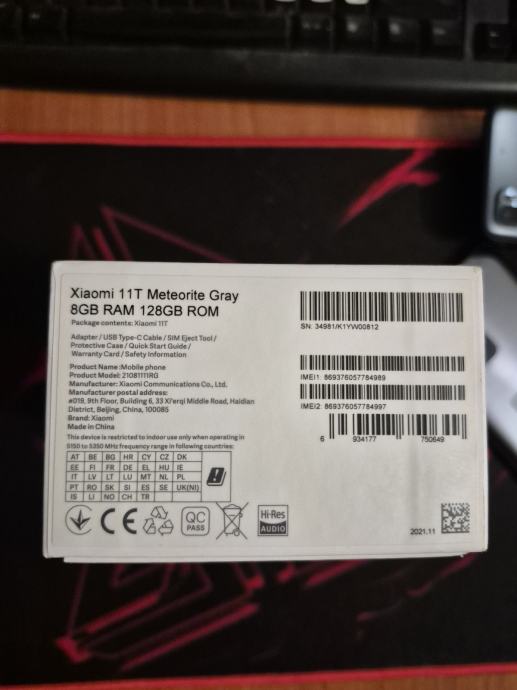 Xiaomi 11T Meteorite Gray
8GB RAM 128GB ROM
Package contents: Xiaomi 11T
Adapter / USB Type-C Cable / SIM Eject Tool /
Protective Case / Quick Start Guide /
Warranty Card / Safety Information
Product Name: Mobile phone
Product Model: 21081111RG
Manufacturer: Xiaomi Communications Co., Ltd.
Manufacturer postal address:
#019, 9th Floor, Building 6, 33 Xi'erqi Middle Road, Haidian
District, Beijing, China, 100085
Brand: Xiaomi
Made in China
This device is restricted to indoor use only when operating in
5150 to 5350 MHz frequency range in following countries:
AT BE BG HR CY CZ DK
EE FI FR DE EL HU IE
IT LV LT LU MT NL PL
PT RO SK SI ES SE UK(NI)
IS LI NO CH TR
CE
QC
PASS
Hi-Res
AUDIO
SN: 34981/K1YW00812
IMEI1: 869376057784989
IMEI2: 869376057784997
6 934177 750649
2021.11